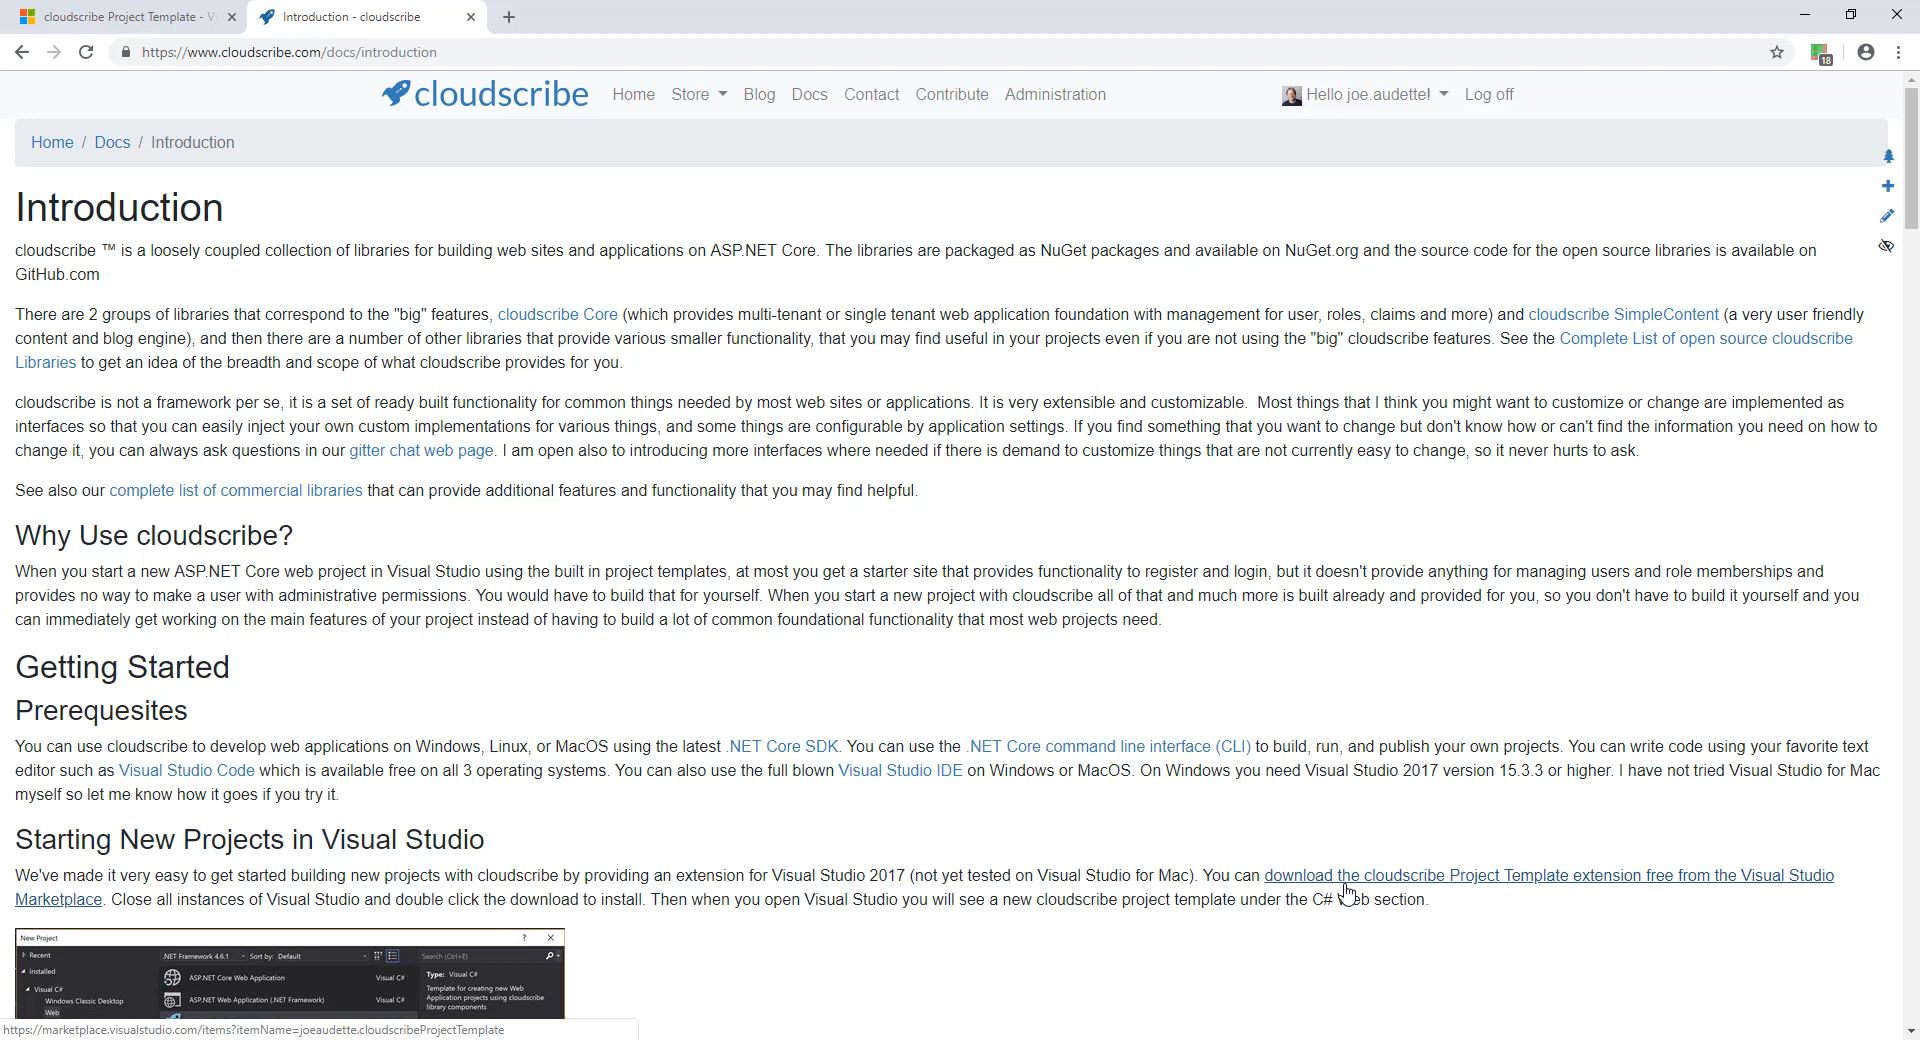 cloudscribe Project Template - V
Introduction - cloudscribe
https://www.cloudscribe.com/docs/introduction
18
cloudscribe
Home Store Blog Docs Contact Contribute Administration
Hello joe.audette! Log off
Home / Docs / Introduction
Introduction
cloudscribe ™ is a loosely coupled collection of libraries for building web sites and applications on ASP.NET Core. The libraries are packaged as NuGet packages and available on NuGet.org and the source code for the open source libraries is available on
GitHub.com
There are 2 groups of libraries that correspond to the "big" features, cloudscribe Core (which provides multi-tenant or single tenant web application foundation with management for user, roles, claims and more) and cloudscribe SimpleContent (a very user friendly
content and blog engine), and then there are a number of other libraries that provide various smaller functionality, that you may find useful in your projects even if you are not using the "big" cloudscribe features. See the Complete List of open source cloudscribe
Libraries to get an idea of the breadth and scope of what cloudscribe provides for you.
cloudscribe is not a framework per se, it is a set of ready built functionality for common things needed by most web sites or applications. It is very extensible and customizable. Most things that I think you might want to customize or change are implemented as
interfaces so that you can easily inject your own custom implementations for various things, and some things are configurable by application settings. If you find something that you want to change but don't know how or can't find the information you need on how to
change it, you can always ask questions in our gitter chat web page. I am open also to introducing more interfaces where needed if there is demand to customize things that are not currently easy to change, so it never hurts to ask.
See also our complete list of commercial libraries that can provide additional features and functionality that you may find helpful.
Why Use cloudscribe?
When you start a new ASP.NET Core web project in Visual Studio using the built in project templates, at most you get a starter site that provides functionality to register and login, but it doesn't provide anything for managing users and role memberships and
provides no way to make a user with administrative permissions. You would have to build that for yourself. When you start a new project with cloudscribe all of that and much more is built already and provided for you, so you don't have to build it yourself and you
can immediately get working on the main features of your project instead of having to build a lot of common foundational functionality that most web projects need.
Getting Started
Prerequesites
You can use cloudscribe to develop web applications on Windows, Linux, or MacOS using the latest .NET Core SDK. You can use the .NET Core command line interface (CLI) to build, run, and publish your own projects. You can write code using your favorite text
editor such as Visual Studio Code which is available free on all 3 operating systems. You can also use the full blown Visual Studio IDE on Windows or MacOS. On Windows you need Visual Studio 2017 version 15.3.3 or higher. I have not tried Visual Studio for Mac
myself so let me know how it goes if you try it.
Starting New Projects in Visual Studio
We've made it very easy to get started building new projects with cloudscribe by providing an extension for Visual Studio 2017 (not yet tested on Visual Studio for Mac). You can download the cloudscribe Project Template extension free from the Visual Studio
Marketplace. Close all instances of Visual Studio and double click the download to install. Then when you open Visual Studio you will see a new cloudscribe project template under the C# Web section.
New Project
Recent
.NET Framework 4.6.1 Sort by: Default
Search (Ctrl+E)
Installed
ASP.NET Core Web Application Visual C#
Type: Visual C#
Visual C#
Template for creating new Web
Application projects using cloudscribe
library components
Windows Classic Desktop
ASP.NET Web Application (.NET Framework) Visual C#
Web
https://marketplace.visualstudio.com/items?itemName=joeaudette.cloudscribeProjectTemplate